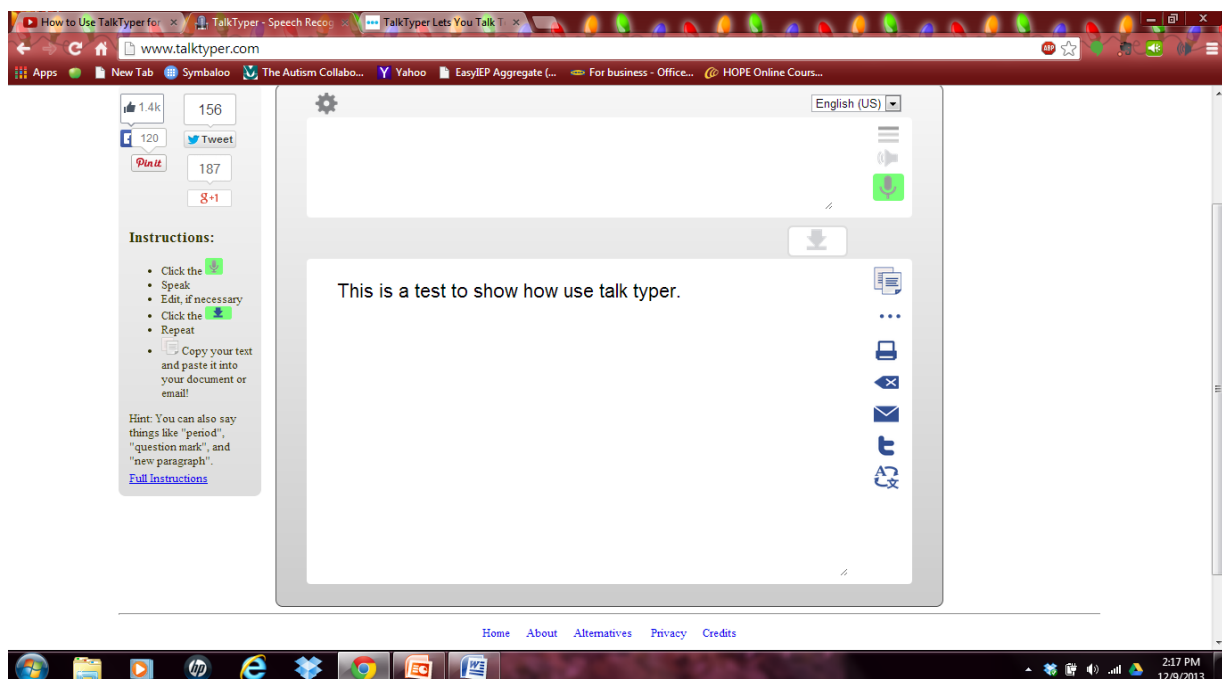 How to Use TalkTyper for
TalkTyper - Speech Recog
TalkTyper Lets You Talk T
www.talktyper.com
ABP
Apps New Tab Symbaloo The Autism Collabo... Yahoo EasyIEP Aggregate (... For business - Office... HOPE Online Cours...
1.4k
156
120
Tweet
Pin it
187
+1
Instructions:
Click the
Speak
Edit, if necessary
Click the
Repeat
Copy your text
and paste it into
your document or
email!
Hint: You can also say
things like "period",
"question mark", and
"new paragraph".
Full Instructions
English (US)
This is a test to show how use talk typer.
Home About Alternatives Privacy Credits
2:17 PM
12/9/2013